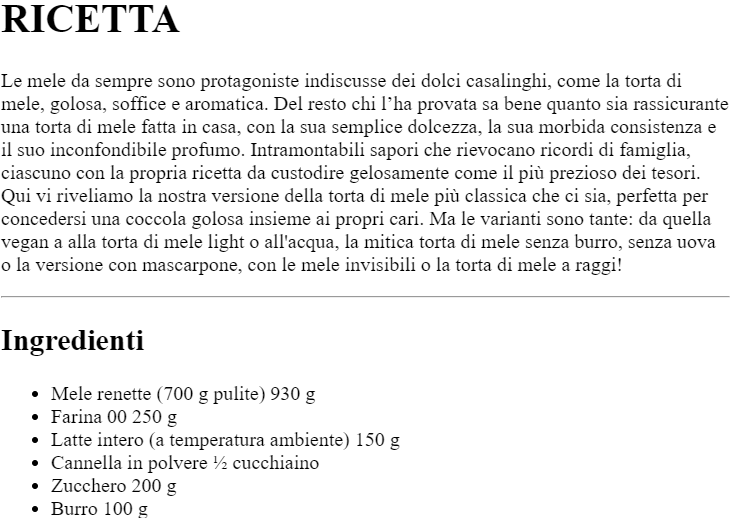 RICETTA
Le mele da sempre sono protagoniste indiscusse dei dolci casalinghi, come la torta di
mele, golosa, soffice e aromatica. Del resto chi l’ha provata sa bene quanto sia rassicurante
una torta di mele fatta in casa, con la sua semplice dolcezza, la sua morbida consistenza e
il suo inconfondibile profumo. Intramontabili sapori che rievocano ricordi di famiglia,
ciascuno con la propria ricetta da custodire gelosamente come il più prezioso dei tesori.
Qui vi riveliamo la nostra versione della torta di mele più classica che ci sia, perfetta per
concedersi una coccola golosa insieme ai propri cari. Ma le varianti sono tante: da quella
vegan a alla torta di mele light o all'acqua, la mitica torta di mele senza burro, senza uova
o la versione con mascarpone, con le mele invisibili o la torta di mele a raggi!
Ingredienti
• Mele renette (700 g pulite) 930 g
• Farina 00 250 g
• Latte intero (a temperatura ambiente) 150 g
• Cannella in polvere ½ cucchiaino
• Zucchero 200 g
• Burro 100 g